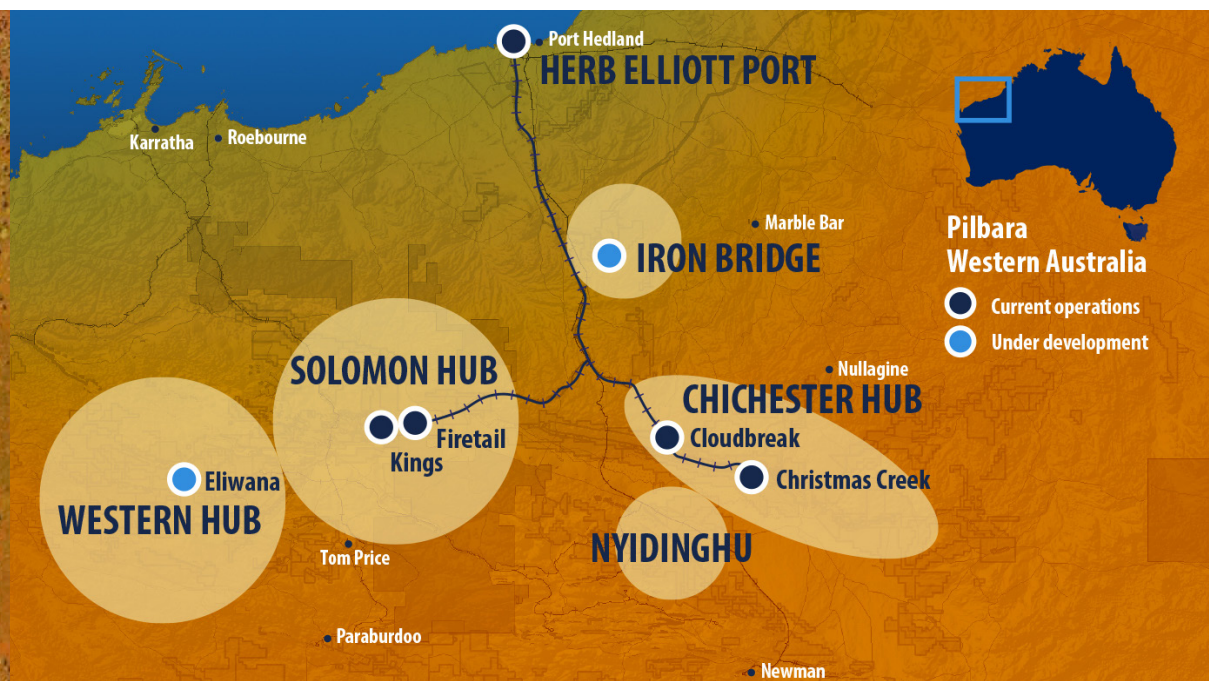 Port Hedland
HERB ELLIOTT PORT
Karratha
Roebourne
Marble Bar
IRON BRIDGE
Pilbara
Western Australia
Current operations
Under development
SOLOMON HUB
Firetail
Kings
Nullagine
CHICHESTER HUB
Cloudbreak
Christmas Creek
Eliwana
WESTERN HUB
NYIDINGHU
Tom Price
Paraburdoo
Newman